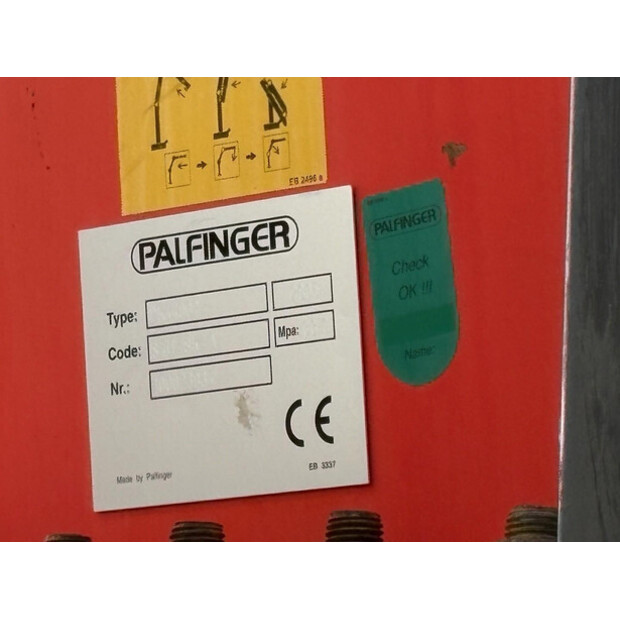 EB 2496 a
PALFINGER
Type:
Code:
Mpa:
Nr.:
CE
EB 3337
Made by Palfinger
PALFINGER
Check
OK !!!
Name: